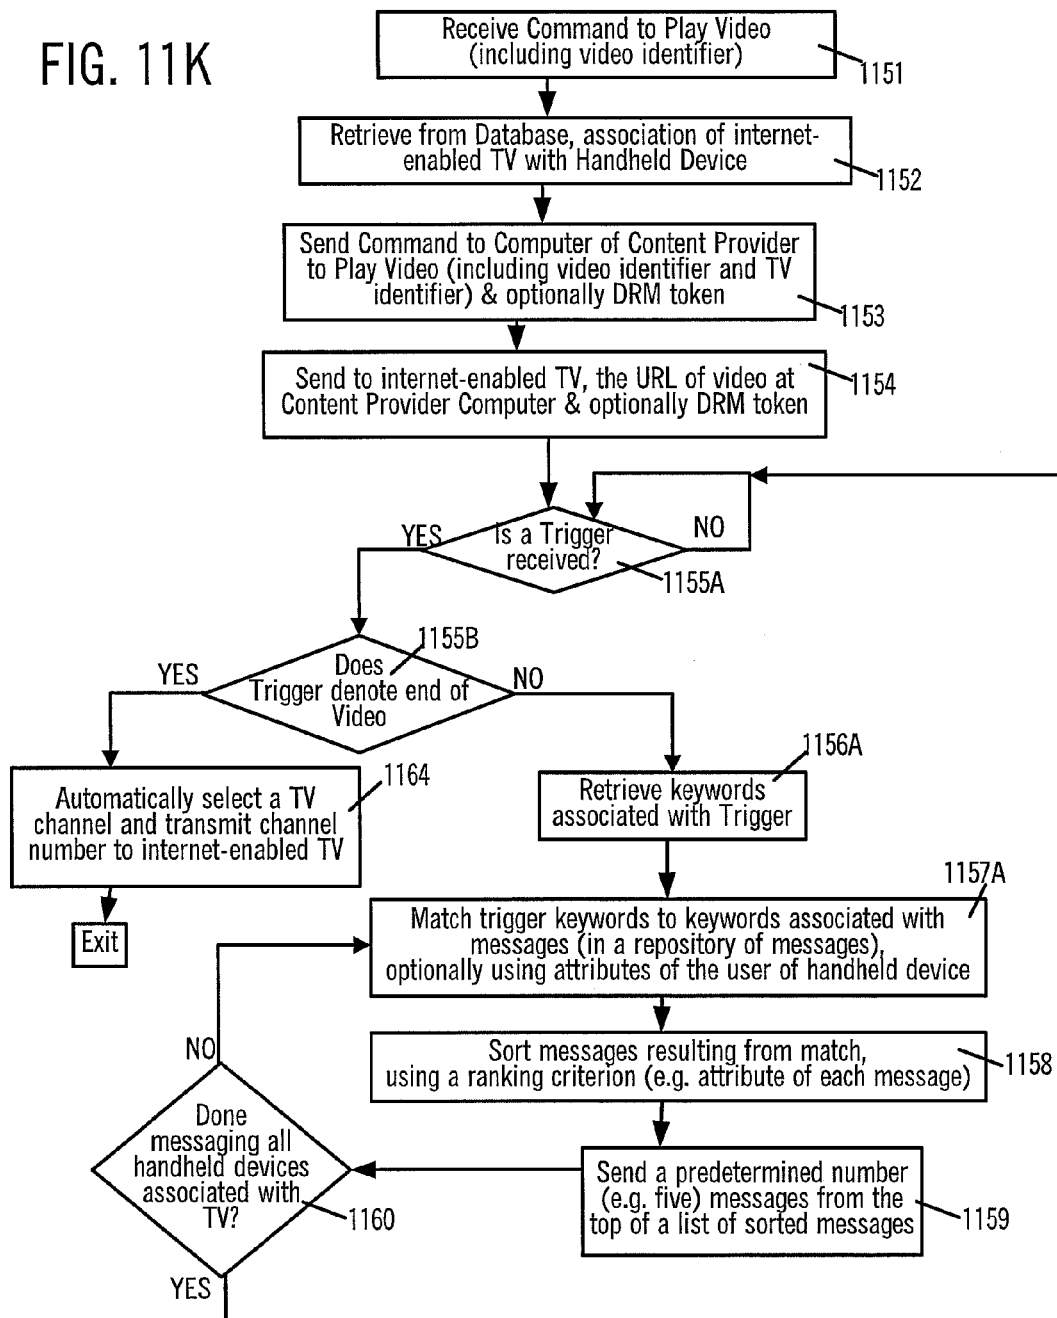 FIG. 11K
Receive Command to Play Video
(including video identifier)
1151
Retrieve from Database, association of internet-
enabled TV with Handheld Device
1152
Send Command to Computer of Content Provider
to Play Video (including video identifier and TV
identifier) & optionally DRM token
1153
Send to internet-enabled TV, the URL of video at
Content Provider Computer & optionally DRM token
1154
YES
Is a Trigger
received?
NO
1155A
1155B
YES
Does
Trigger denote end of
Video
NO
1156A
1164
Automatically select a TV
channel and transmit channel
number to internet-enabled TV
Retrieve keywords
associated with Trigger
Exit
1157A
Match trigger keywords to keywords associated with
messages (in a repository of messages),
optionally using attributes of the user of handheld device
NO
Sort messages resulting from match,
using a ranking criterion (e.g. attribute of each message)
1158
Done
messaging all
handheld devices
associated with
TV?
1160
Send a predetermined number
(e.g. five) messages from the
top of a list of sorted messages
1159
YES